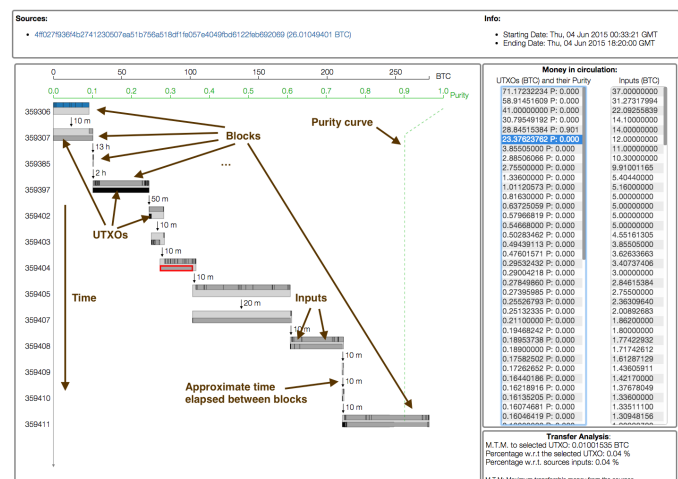 Sources:
4ff027f936f4b2741230507ea51b756a518df1fe057e4049fbd6122feb692069 (26.01049401 BTC)
Info:
Starting Date: Thu, 04 Jun 2015 00:33:21 GMT
Ending Date: Thu, 04 Jun 2015 18:20:00 GMT
0 50 100 150 200 250 BTC
0.0 0.1 0.2 0.3 0.4 0.5 0.6 0.7 0.8 0.9 1.0
Purity
359306
10 m
359307
13 h
359385
2 h
359397
50 m
359402
10 m
359403
10 m
359404
10 m
359405
20 m
359407
10 m
359408
10 m
359409
10 m
359410
10 m
359411
Blocks
...
Purity curve
UTXOs
Time
Inputs
Approximate time
elapsed between blocks
Money in circulation:
UTXOs (BTC) and their Purity Inputs (BTC)
71.17232234 P: 0.000 37.00000000
58.91451609 P: 0.000 31.27317994
41.00000000 P: 0.000 22.09255839
30.79549192 P: 0.000 14.10000000
28.84515384 P: 0.901 14.00000000
23.37623762 P: 0.000 12.00000000
3.85505000 P: 0.000 11.00000000
2.88506066 P: 0.000 10.30000000
2.75500000 P: 0.000 9.91001165
1.33600000 P: 0.000 5.40440000
1.01120573 P: 0.000 5.16000000
0.81630000 P: 0.000 5.00000000
0.63725059 P: 0.000 5.00000000
0.57966819 P: 0.000 5.00000000
0.54668000 P: 0.000 5.00000000
0.50283462 P: 0.000 4.55161305
0.49439113 P: 0.000 3.85505000
0.47601571 P: 0.000 3.62633663
0.29532432 P: 0.000 3.40737406
0.29004218 P: 0.000 3.00000000
0.27849860 P: 0.000 2.84615384
0.27395985 P: 0.000 2.75500000
0.25526793 P: 0.000 2.36309640
0.25132335 P: 0.000 2.00892683
0.21100000 P: 0.000 1.86200000
0.19468242 P: 0.000 1.80000000
0.18953738 P: 0.000 1.77422932
0.18900000 P: 0.000 1.71742612
0.17582502 P: 0.000 1.61287129
0.17262652 P: 0.000 1.43605911
0.16440186 P: 0.000 1.42170000
0.16218916 P: 0.000 1.37678049
0.16135205 P: 0.000 1.33600000
0.16074681 P: 0.000 1.33511100
0.16046419 P: 0.000 1.30948156
Transfer Analysis:
M.T.M. to selected UTXO: 0.01001535 BTC
Percentage w.r.t the selected UTXO: 0.04 %
Percentage w.r.t. sources inputs: 0.04 %